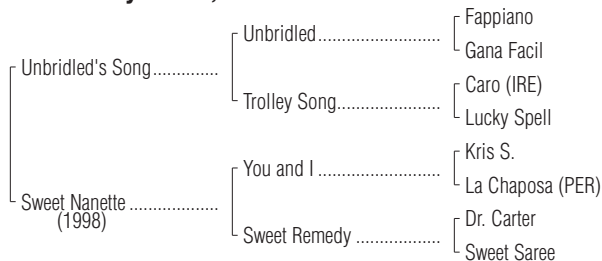 Fappiano
Unbridled....................
Gana Facil
Unbridled's Song.............
Caro (IRE)
Trolley Song.................
Lucky Spell
Kris S.
You and I ....................
La Chaposa (PER)
Sweet Nanette ..................
(1998)
Dr. Carter
Sweet Remedy .................
Sweet Saree